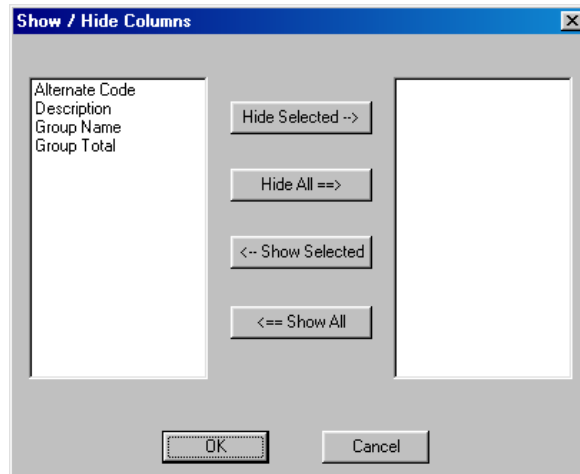 Show / Hide Columns
Alternate Code
Description
Group Name
Group Total
Hide Selected -->
Hide All ==>
<-- Show Selected
<== Show All
OK
Cancel